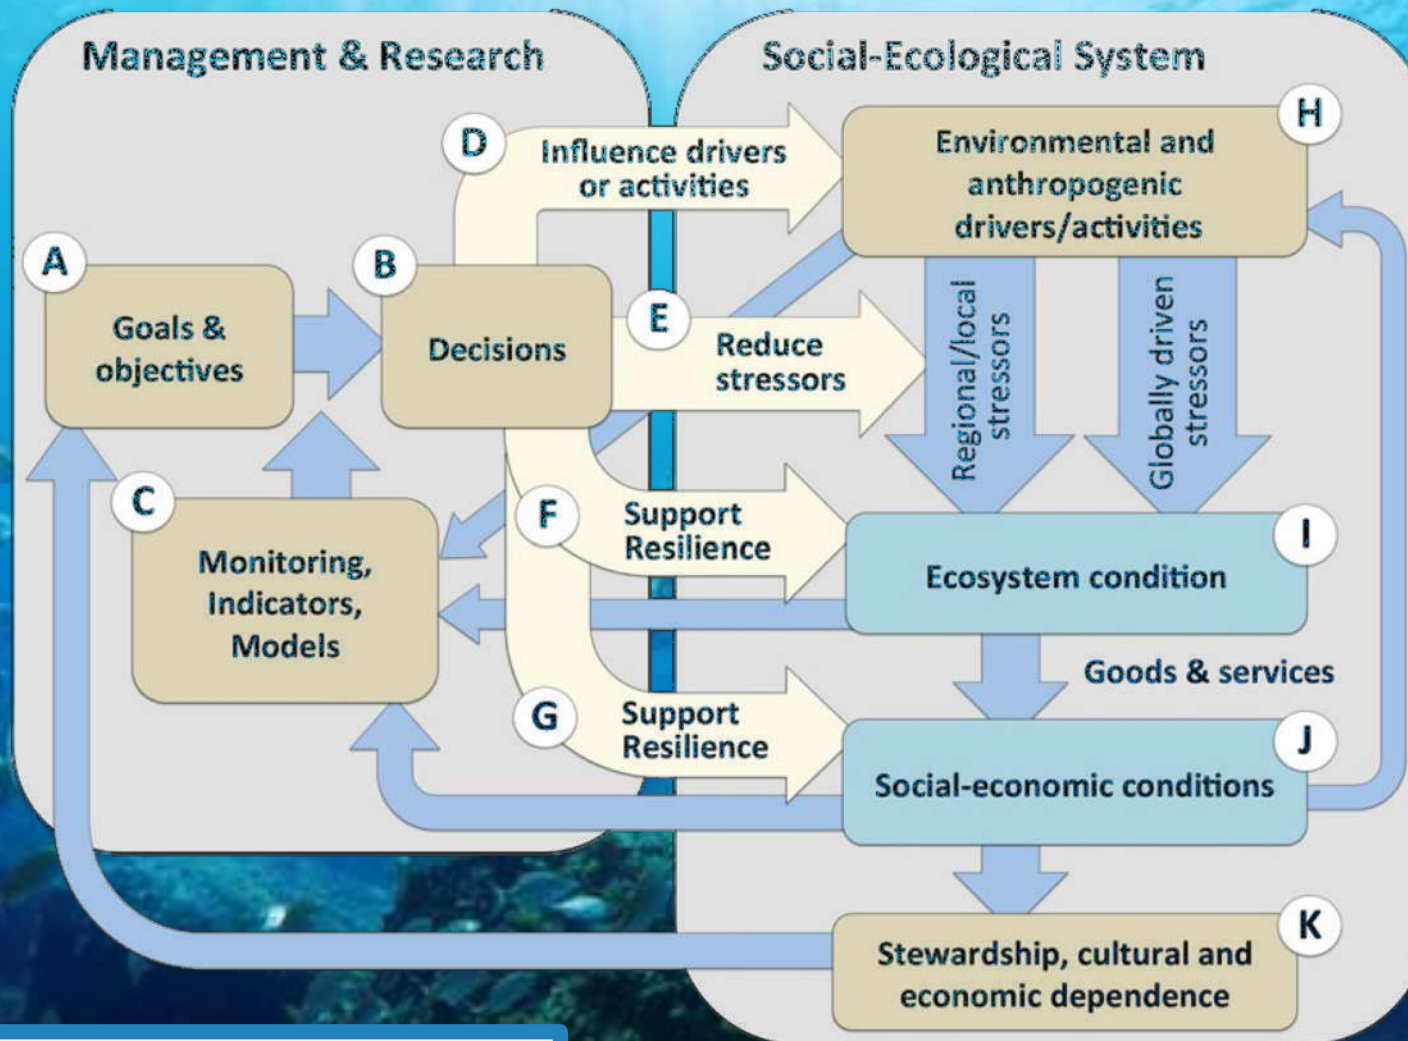 Management & Research
Social-Ecological System
D
Influence drivers
or activities
H
Environmental and
anthropogenic
drivers/activities
A
Goals &
objectives
B
Decisions
E
Reduce
stressors
Regional/local
stressors
Globally driven
stressors
C
Monitoring,
Indicators,
Models
F
Support
Resilience
I
Ecosystem condition
Goods & services
G
Support
Resilience
J
Social-economic conditions
K
Stewardship, cultural and
economic dependence